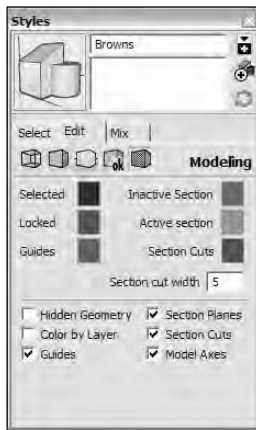 Styles
Browns
Select Edit Mix
ok Modeling
Selected Inactive Section
Locked Active section
Guides Section Cuts
Section cut width 5
Hidden Geometry Section Planes
Color by Layer Section Cuts
Guides Model Axes